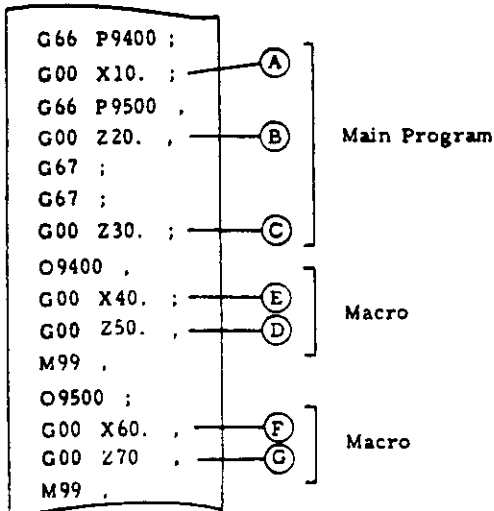 G66 P9400 ;
G00 X10. ; A
G66 P9500 ,
G00 Z20. , B
G67 ;
G67 ;
G00 Z30. ; C
Main Program
O9400 ,
G00 X40. ; E
G00 Z50. , D
M99 ,
Macro
O9500 ;
G00 X60. , F
G00 Z70 , G
M99 ,
Macro